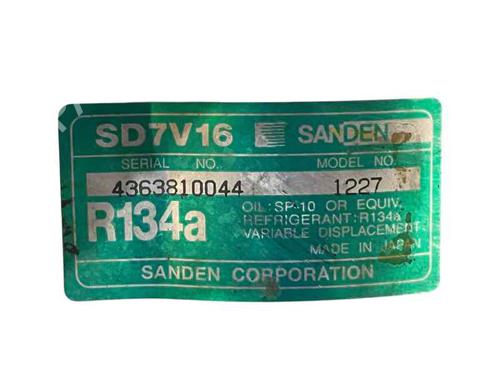 SD7V16 SANDEN
SERIAL NO. MODEL NO.
4363810044 1227
R134a
OIL:SP-10 OR EQUIV.
REFRIGERANT:R134a
VARIABLE DISPLACEMENT
MADE IN JAPAN
SANDEN CORPORATION